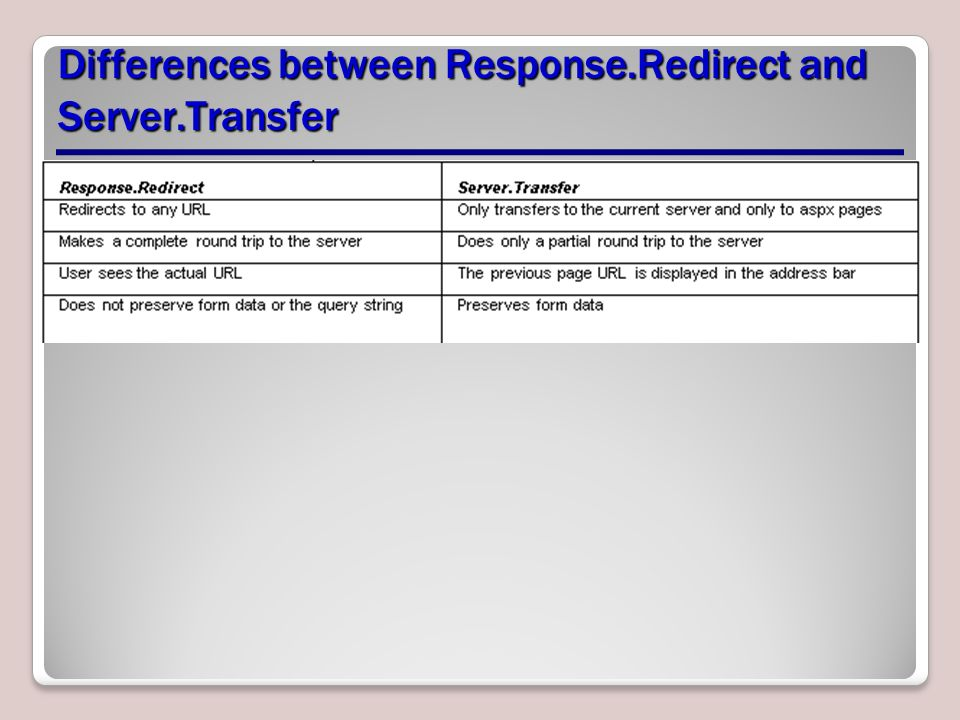 Differences between Response.Redirect and
Server.Transfer
Response.Redirect Server.Transfer
Redirects to any URL Only transfers to the current server and only to aspx pages
Makes a complete round trip to the server Does only a partial round trip to the server
User sees the actual URL The previous page URL is displayed in the address bar
Does not preserve form data or the query string Preserves form data